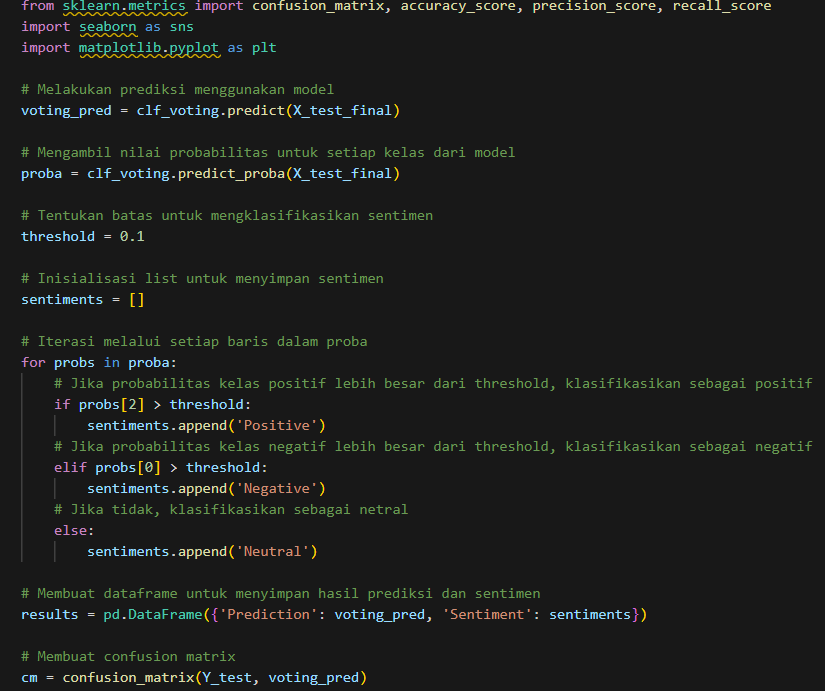 from sklearn.metrics import confusion_matrix, accuracy_score, precision_score, recall_score
import seaborn as sns
import matplotlib.pyplot as plt

# Melakukan prediksi menggunakan model
voting_pred = clf_voting.predict(X_test_final)

# Mengambil nilai probabilitas untuk setiap kelas dari model
proba = clf_voting.predict_proba(X_test_final)

# Tentukan batas untuk mengklasifikasikan sentimen
threshold = 0.1

# Inisialisasi list untuk menyimpan sentimen
sentiments = []

# Iterasi melalui setiap baris dalam proba
for probs in proba:
    # Jika probabilitas kelas positif lebih besar dari threshold, klasifikasikan sebagai positif
    if probs[2] > threshold:
        sentiments.append('Positive')
    # Jika probabilitas kelas negatif lebih besar dari threshold, klasifikasikan sebagai negatif
    elif probs[0] > threshold:
        sentiments.append('Negative')
    # Jika tidak, klasifikasikan sebagai netral
    else:
        sentiments.append('Neutral')

# Membuat dataframe untuk menyimpan hasil prediksi dan sentimen
results = pd.DataFrame({'Prediction': voting_pred, 'Sentiment': sentiments})

# Membuat confusion matrix
cm = confusion_matrix(Y_test, voting_pred)